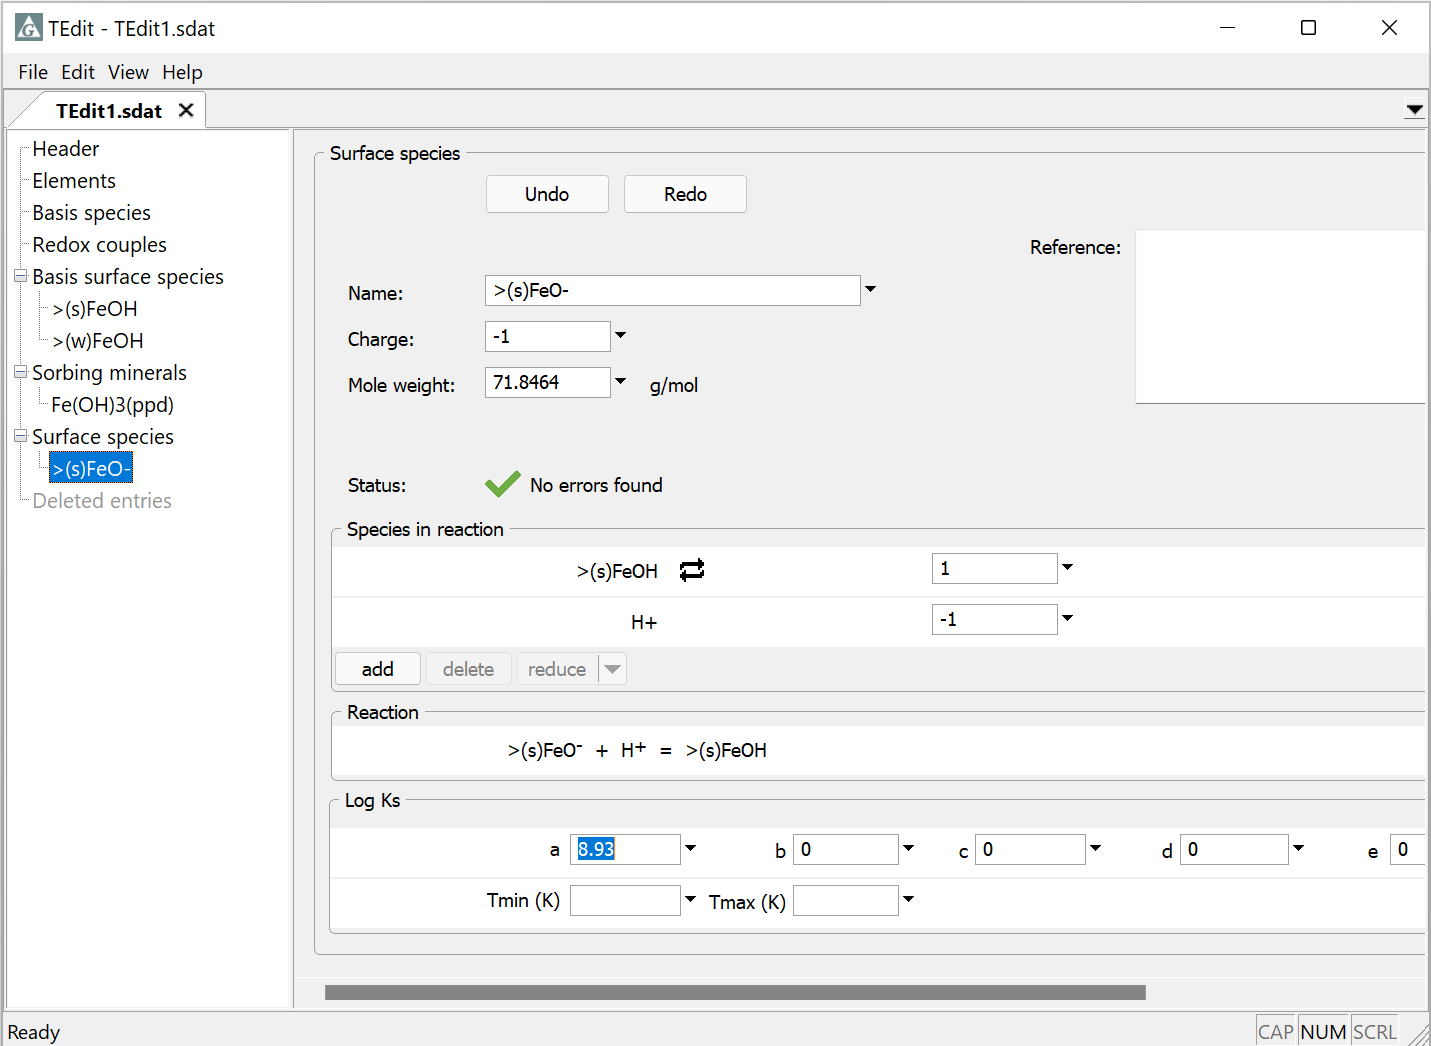 TEdit - TEdit1.sdat
File Edit View Help
TEdit1.sdat
Header
Elements
Basis species
Redox couples
Basis surface species
>(s)FeOH
>(w)FeOH
Sorbing minerals
Fe(OH)3(ppd)
Surface species
>(s)FeO-
Deleted entries
Surface species
Undo Redo
Reference:
Name: >(s)FeO-
Charge: -1
Mole weight: 71.8464 g/mol
Status: No errors found
Species in reaction
>(s)FeOH 1
H+ -1
add delete reduce
Reaction
>(s)FeO⁻ + H⁺ = >(s)FeOH
Log Ks
a 8.93 b 0 c 0 d 0 e 0
Tmin (K) Tmax (K)
Ready CAP NUM SCRL